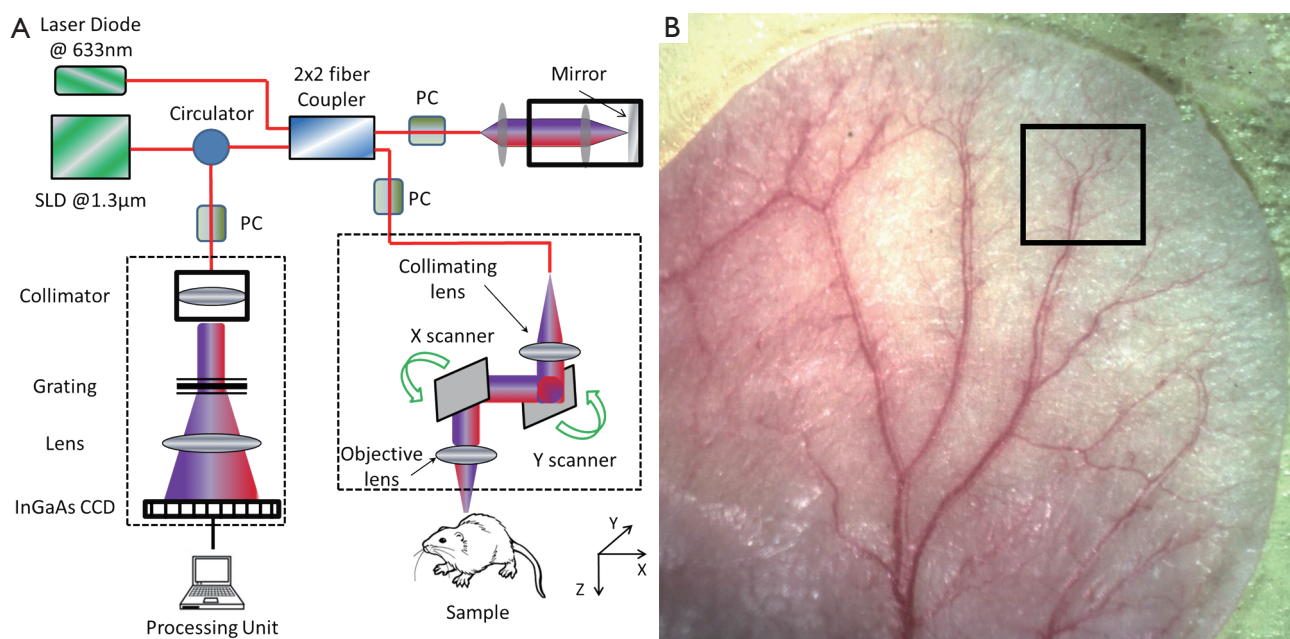 A
Laser Diode
@ 633nm
2x2 fiber
Coupler
PC
Mirror
Circulator
SLD @1.3µm
PC
PC
Collimator
Collimating
lens
X scanner
Grating
Lens
Objective
lens
Y scanner
InGaAs CCD
Y
X
Z
Sample
Processing Unit
B